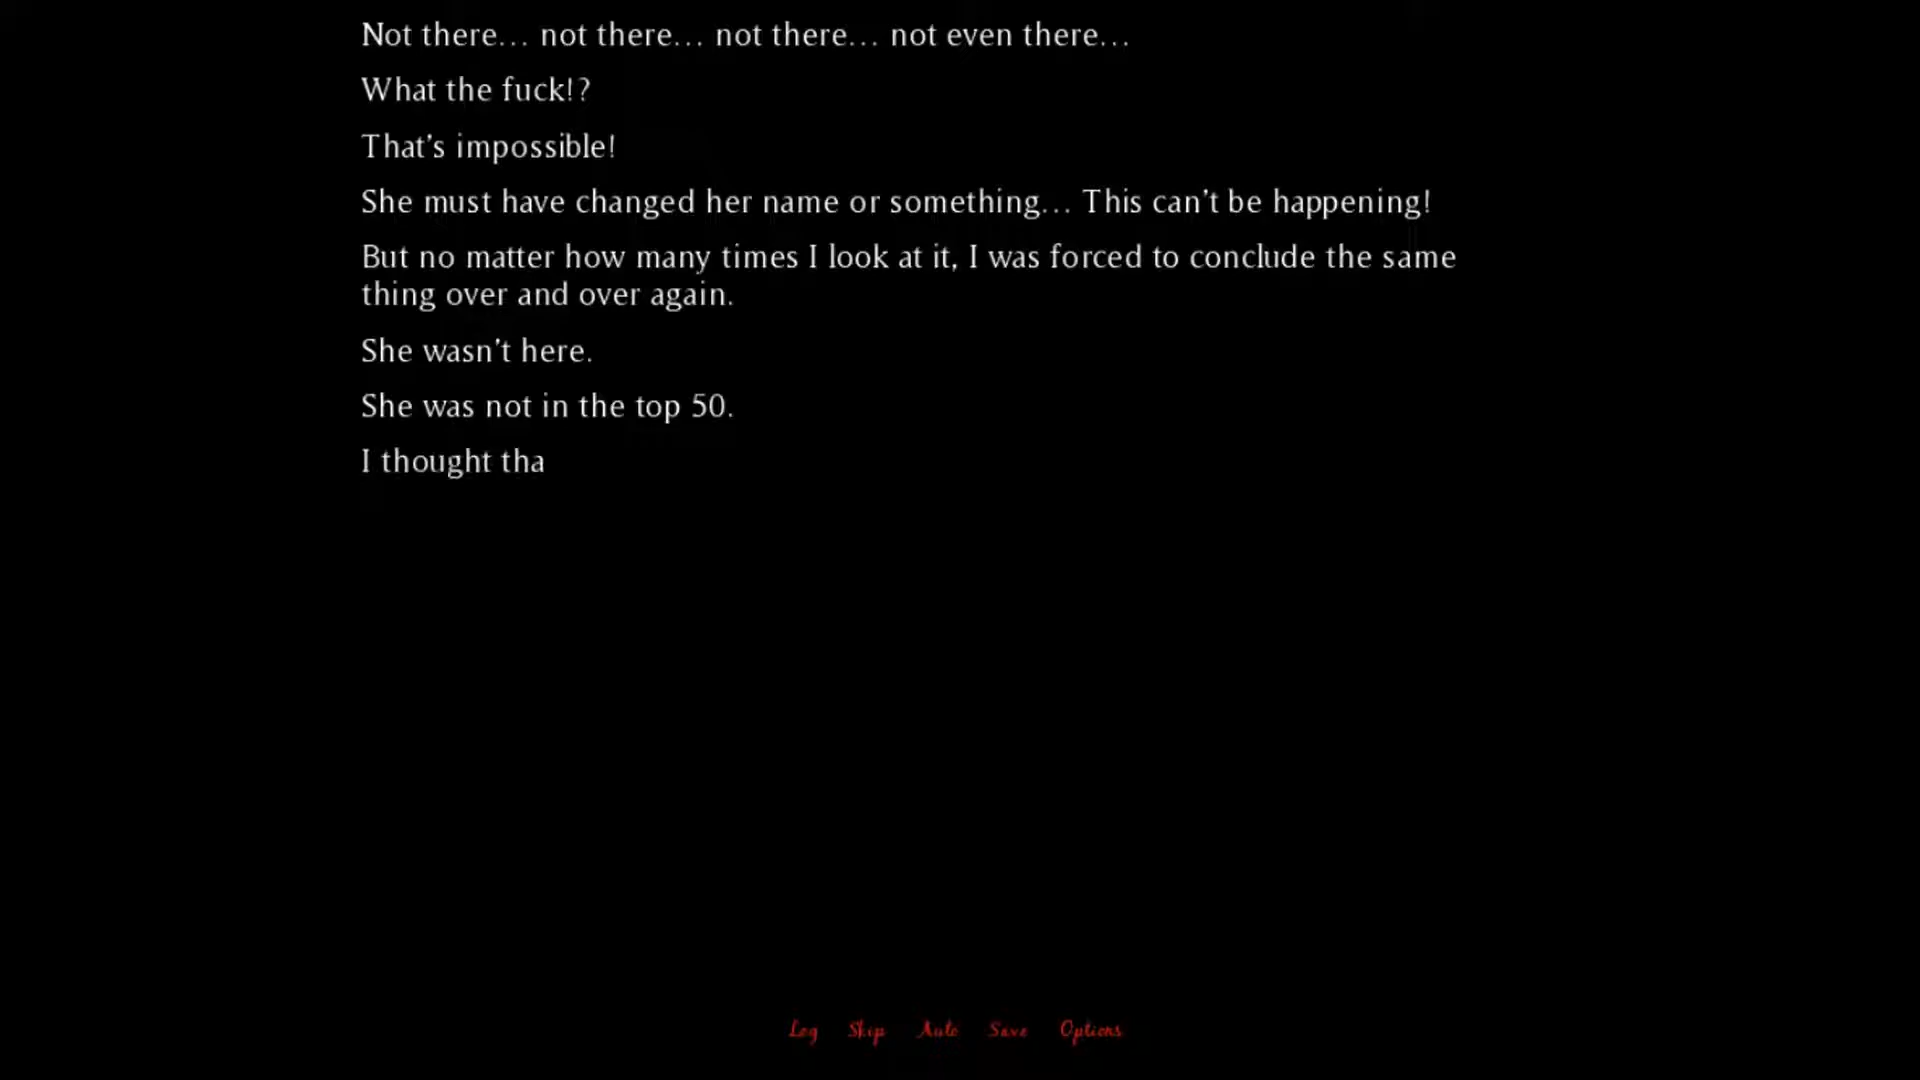 Not there... not there... not there... not even there...
What the fuck!?
That's impossible!
She must have changed her name or something... This can't be happening!
But no matter how many times I look at it, I was forced to conclude the same
thing over and over again.
She wasn't here.
She was not in the top 50.
I thought tha
Log Skip Auto Save Options